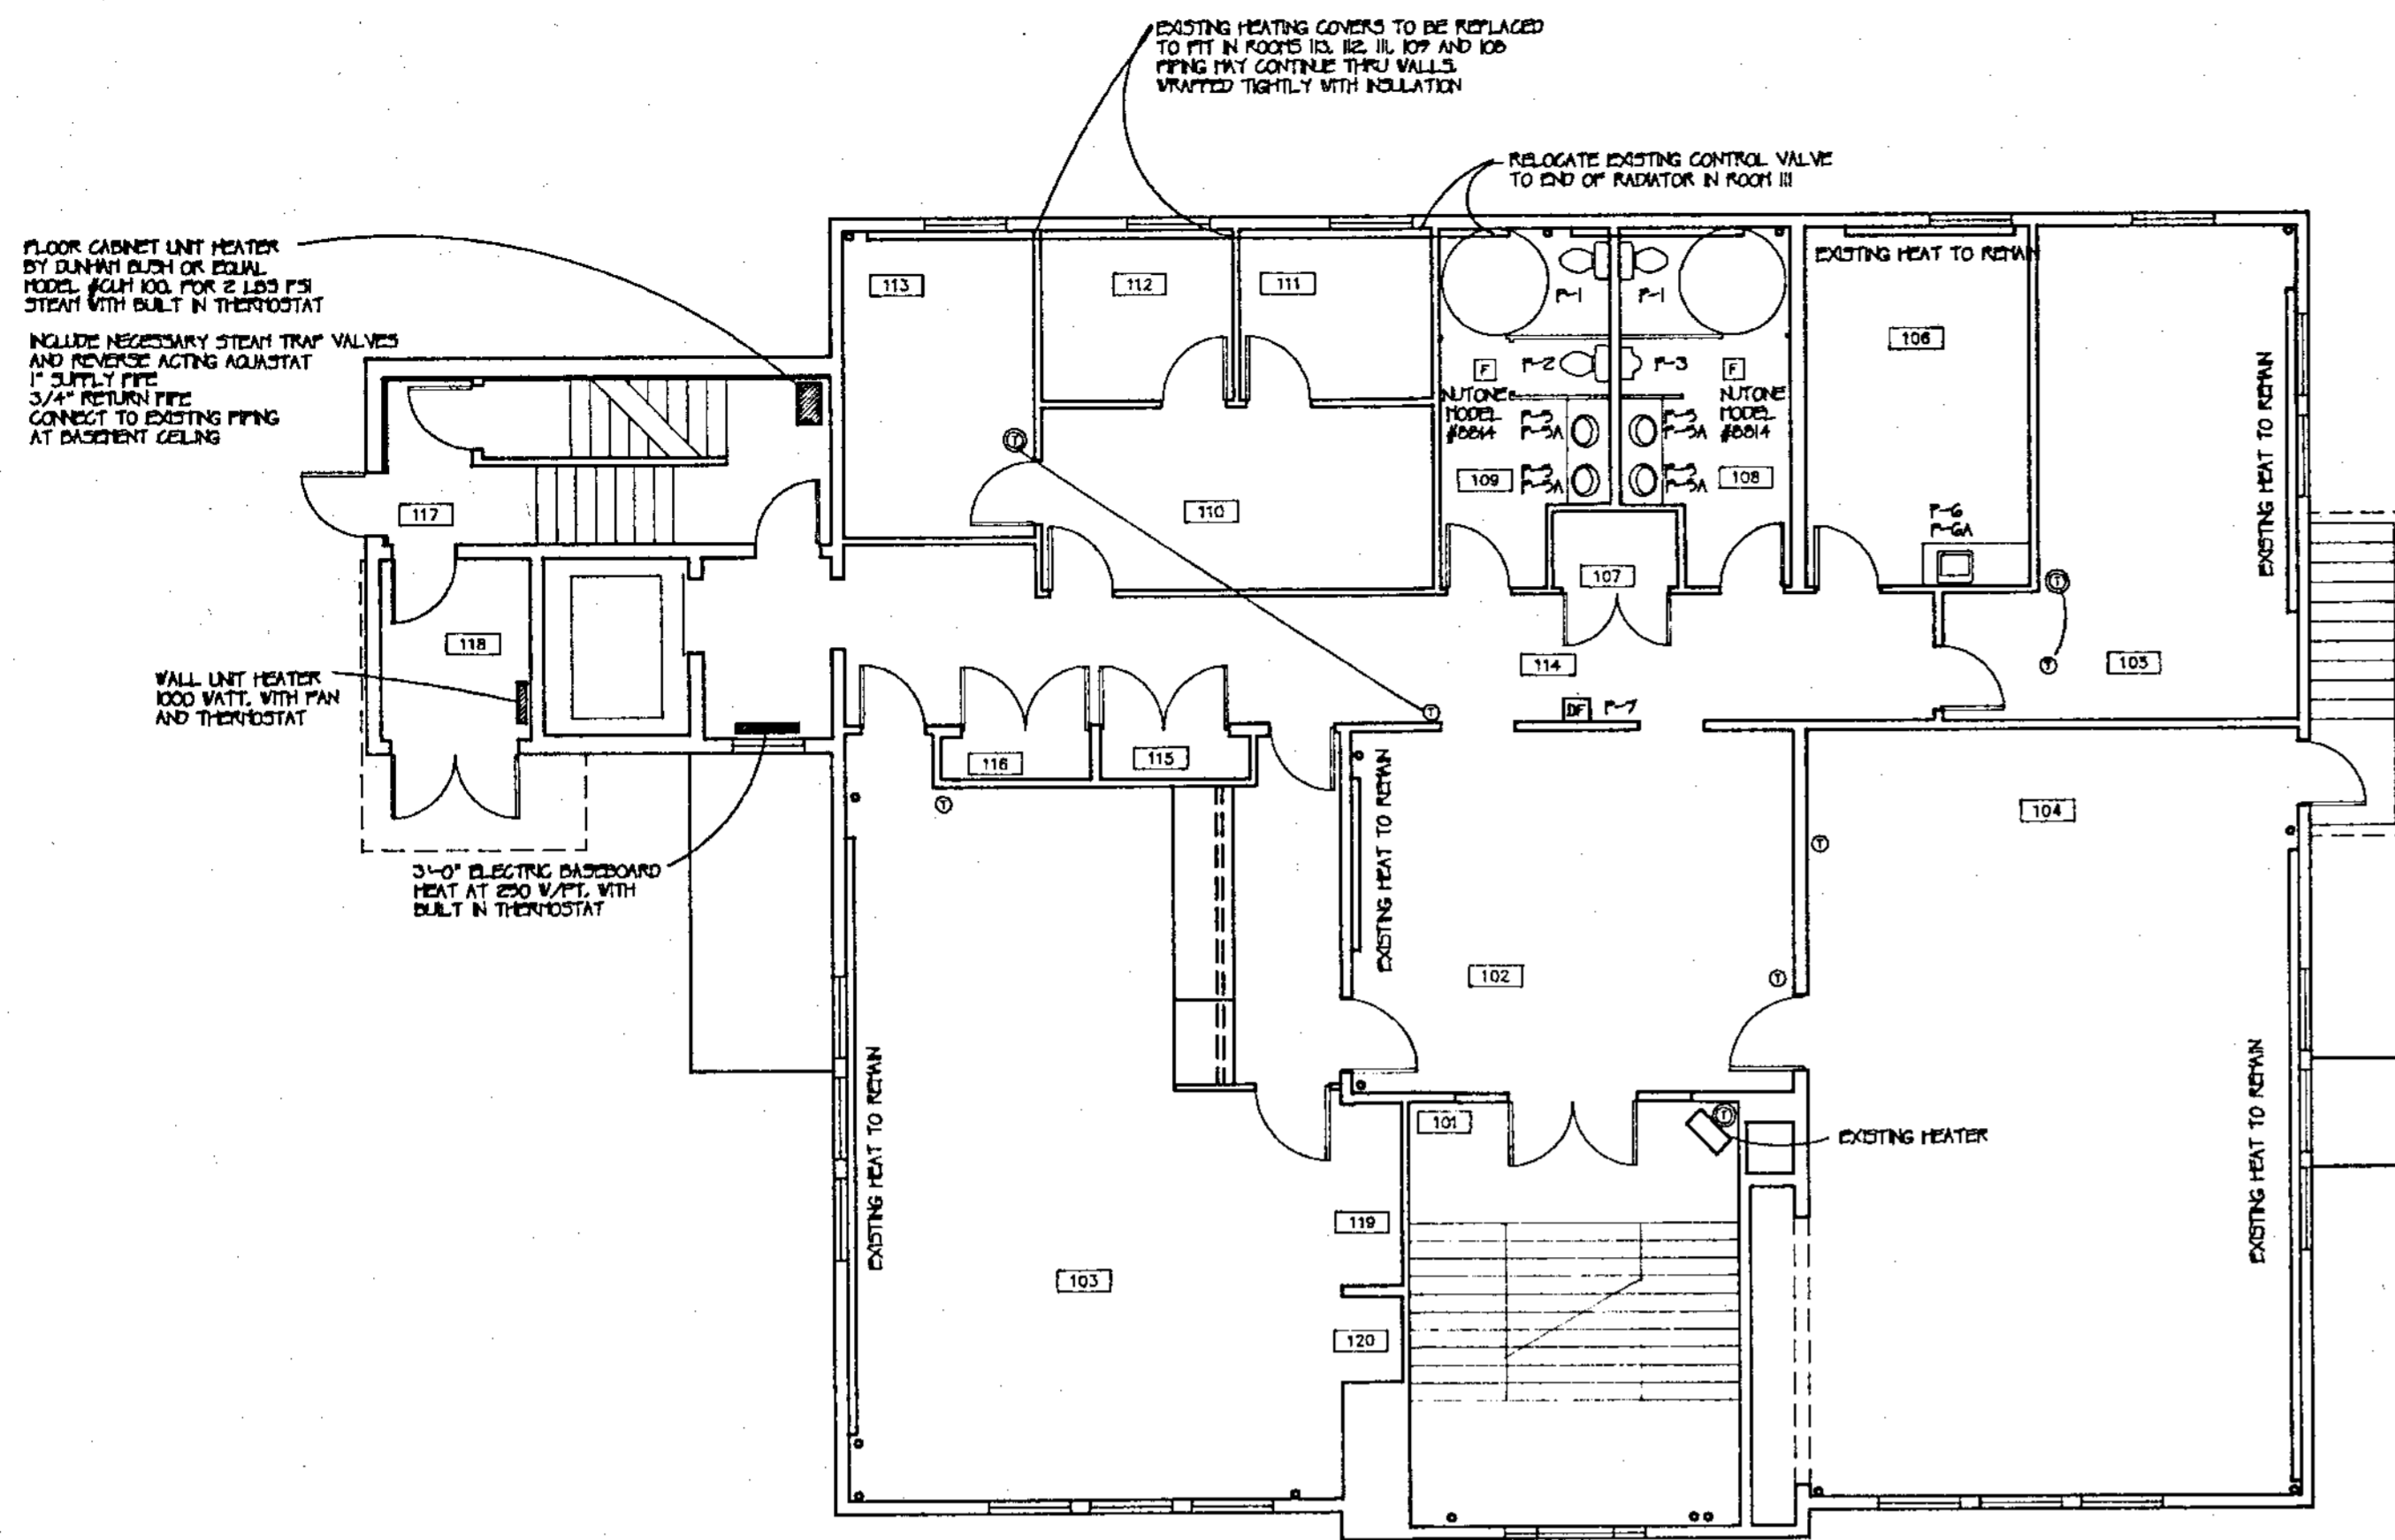 EXISTING HEATING COVERS TO BE REPLACED
TO FIT IN ROOMS 113, 112, 111, 109 AND 108
PIPING MAY CONTINUE THRU WALLS.
WRAPPED TIGHTLY WITH INSULATION
RELOCATE EXISTING CONTROL VALVE
TO END OF RADIATOR IN ROOM 111
FLOOR CABINET UNIT HEATER
BY DUNHAM BUSH OR EQUAL
MODEL #CUH 100. FOR 2 LBS PSI
STEAM WITH BUILT IN THERMOSTAT
INCLUDE NECESSARY STEAM TRAP VALVES
AND REVERSE ACTING AQUASTAT
1" SUPPLY PIPE
3/4" RETURN PIPE
CONNECT TO EXISTING PIPING
AT BASEMENT CEILING
113
112
111
P-1
P-1
EXISTING HEAT TO REMAIN
106
F
P-2
P-3
F
NUTONE
MODEL
#8814
P-5
P-5A
P-5
P-5A
NUTONE
MODEL
#8814
109
P-5
P-5A
P-5
P-5A
108
EXISTING HEAT TO REMAIN
T
117
110
P-6
P-6A
107
T
118
114
T
105
WALL UNIT HEATER
1000 WATT. WITH FAN
AND THERMOSTAT
T
DF
P-7
116
115
T
EXISTING HEAT TO REMAIN
104
T
3'-0" ELECTRIC BASEBOARD
HEAT AT 250 W/FT. WITH
BUILT IN THERMOSTAT
102
T
EXISTING HEAT TO REMAIN
101
T
EXISTING HEATER
EXISTING HEAT TO REMAIN
119
103
120